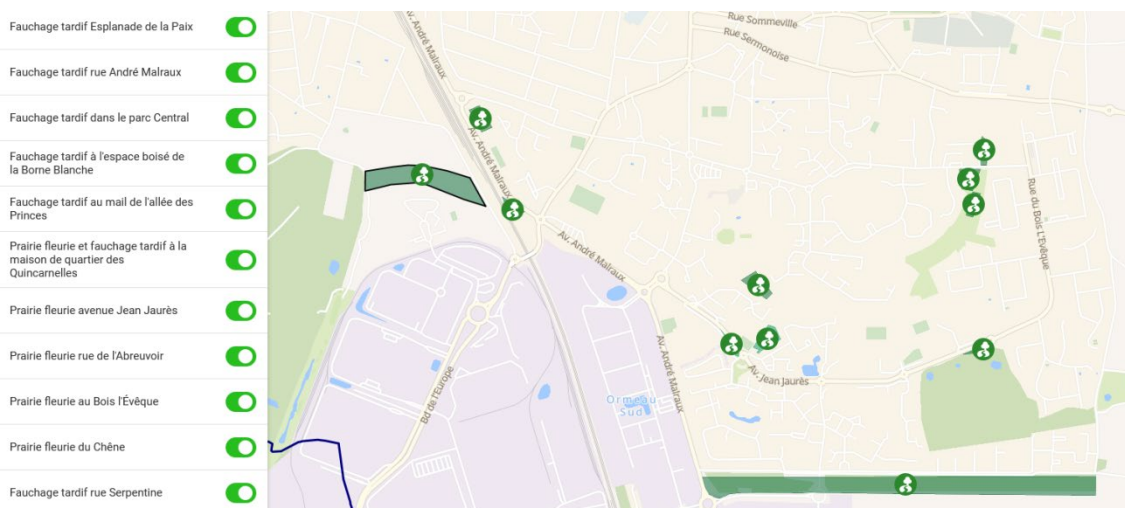 Fauchage tardif Esplanade de la Paix
Fauchage tardif rue André Malraux
Fauchage tardif dans le parc Central
Fauchage tardif à l'espace boisé de
la Borne Blanche
Fauchage tardif au mail de l'allée des
Princes
Prairie fleurie et fauchage tardif à la
maison de quartier des
Quincarnelles
Prairie fleurie avenue Jean Jaurès
Prairie fleurie rue de l'Abreuvoir
Prairie fleurie au Bois l'Évêque
Prairie fleurie du Chêne
Fauchage tardif rue Serpentine
Rue Sommeville
Rue Sermonoise
Av. André Malraux
Av. André Malraux
Rue du Bois L'Évêque
Av. André Malraux
Av. André Malraux
Bd de l'Europe
Av. Jean Jaurès
Ormeau
Sud